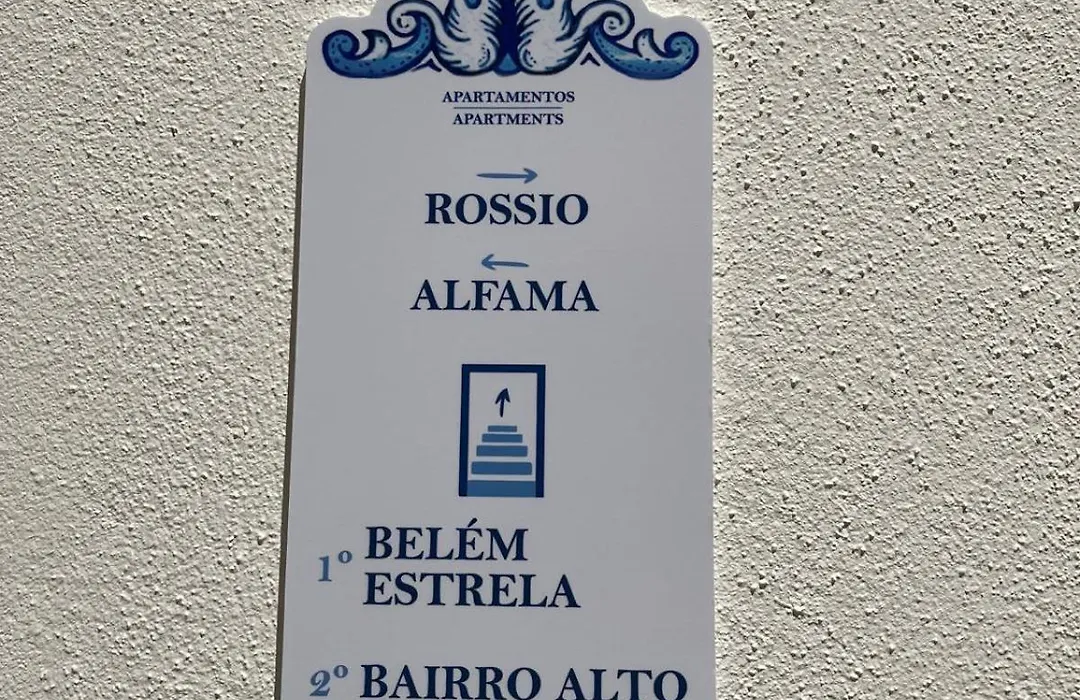 APARTAMENTOS
APARTMENTS
→
ROSSIO
←
ALFAMA
1º BELÉM
ESTRELA
2º BAIRRO ALTO